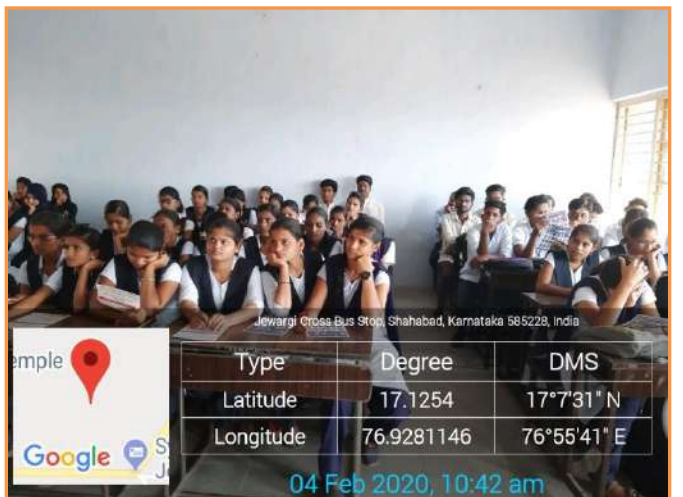 Jewargi Cross Bus Stop, Shahabad, Karnataka 585228, India
emple
Type Degree DMS
Latitude 17.1254 17°7'31" N
Longitude 76.9281146 76°55'41" E
Google
04 Feb 2020, 10:42 am